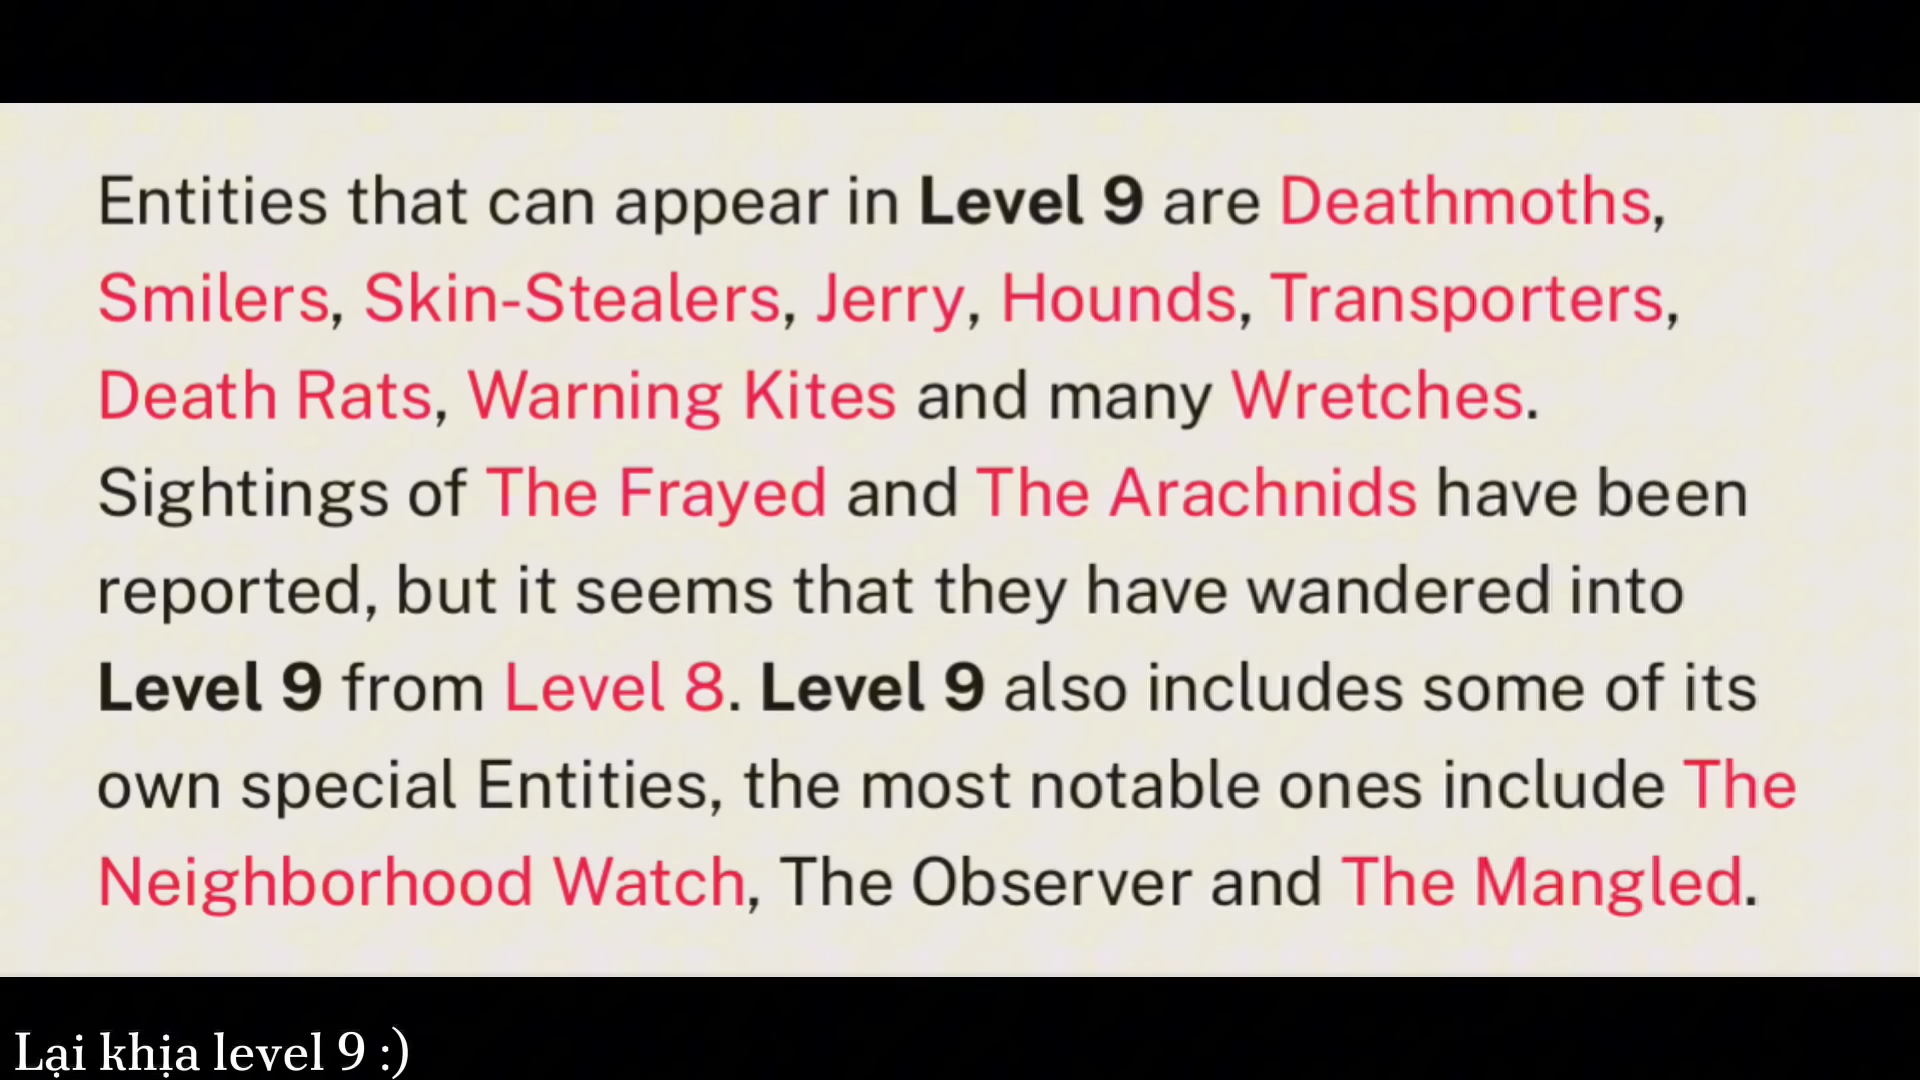 Entities that can appear in Level 9 are Deathmoths,
Smilers, Skin-Stealers, Jerry, Hounds, Transporters,
Death Rats, Warning Kites and many Wretches.
Sightings of The Frayed and The Arachnids have been
reported, but it seems that they have wandered into
Level 9 from Level 8. Level 9 also includes some of its
own special Entities, the most notable ones include The
Neighborhood Watch, The Observer and The Mangled.
Lại khịa level 9 :)